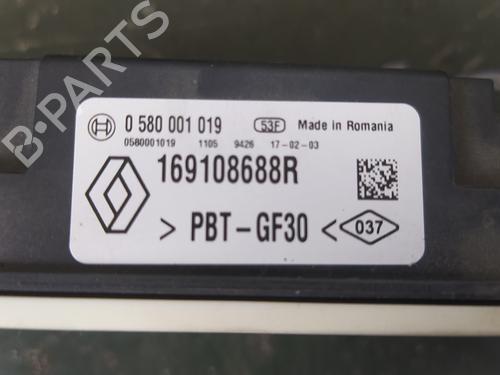 0 580 001 019 53F Made in Romania
0580001019 1105 9426 17-02-03
169108688R
> PBT-GF30 < 037
B-PARTS